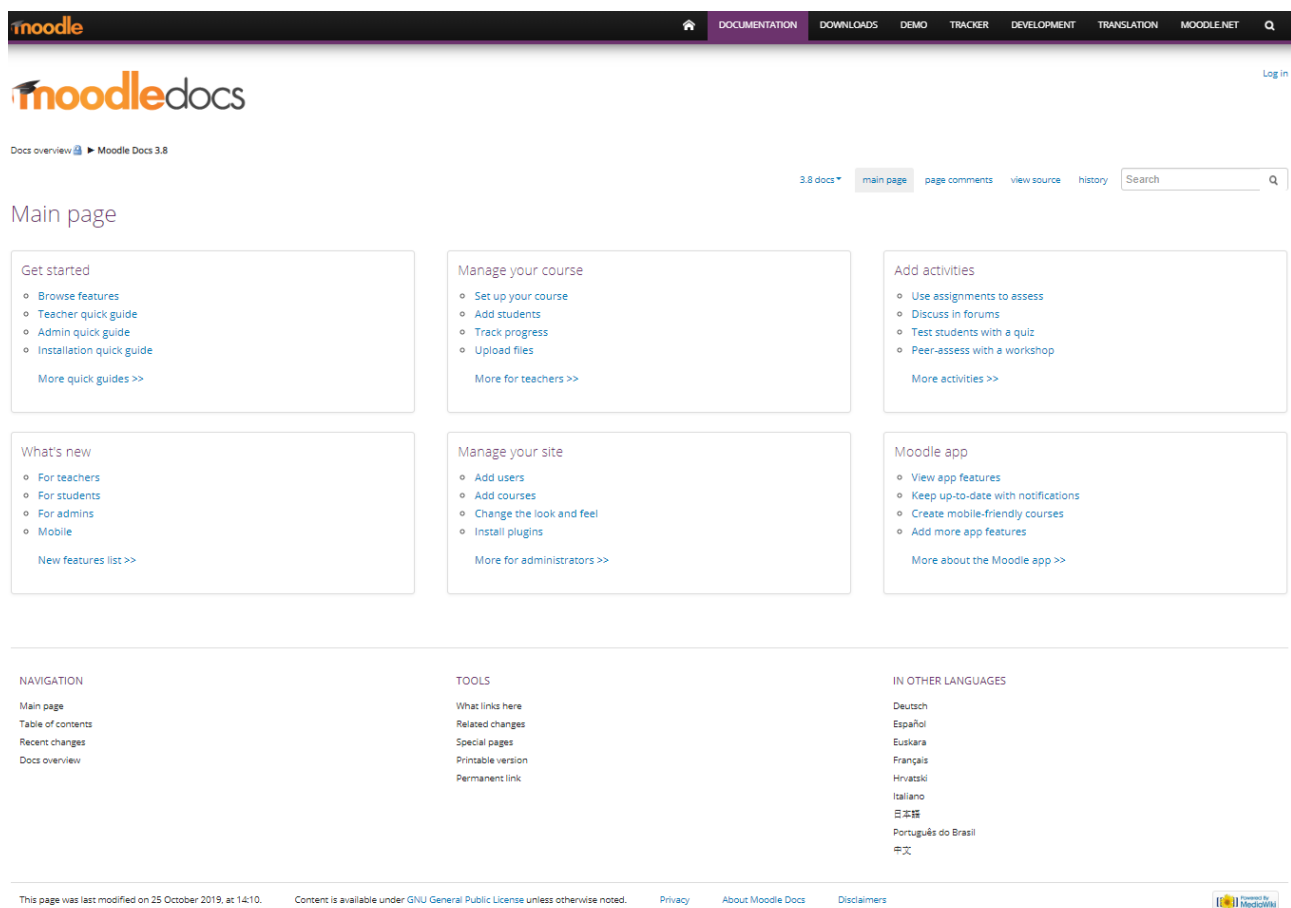 moodle
DOCUMENTATION DOWNLOADS DEMO TRACKER DEVELOPMENT TRANSLATION MOODLE.NET
Log in
moodledocs
Docs overview ► Moodle Docs 3.8
3.8 docs main page page comments view source history Search
Main page
Get started
Browse features
Teacher quick guide
Admin quick guide
Installation quick guide
More quick guides >>
Manage your course
Set up your course
Add students
Track progress
Upload files
More for teachers >>
Add activities
Use assignments to assess
Discuss in forums
Test students with a quiz
Peer-assess with a workshop
More activities >>
What's new
For teachers
For students
For admins
Mobile
New features list >>
Manage your site
Add users
Add courses
Change the look and feel
Install plugins
More for administrators >>
Moodle app
View app features
Keep up-to-date with notifications
Create mobile-friendly courses
Add more app features
More about the Moodle app >>
NAVIGATION
Main page
Table of contents
Recent changes
Docs overview
TOOLS
What links here
Related changes
Special pages
Printable version
Permanent link
IN OTHER LANGUAGES
Deutsch
Español
Euskara
Français
Hrvatski
Italiano
日本語
Português do Brasil
中文
This page was last modified on 25 October 2019, at 14:10. Content is available under GNU General Public License unless otherwise noted. Privacy About Moodle Docs Disclaimers
Powered By
MediaWiki